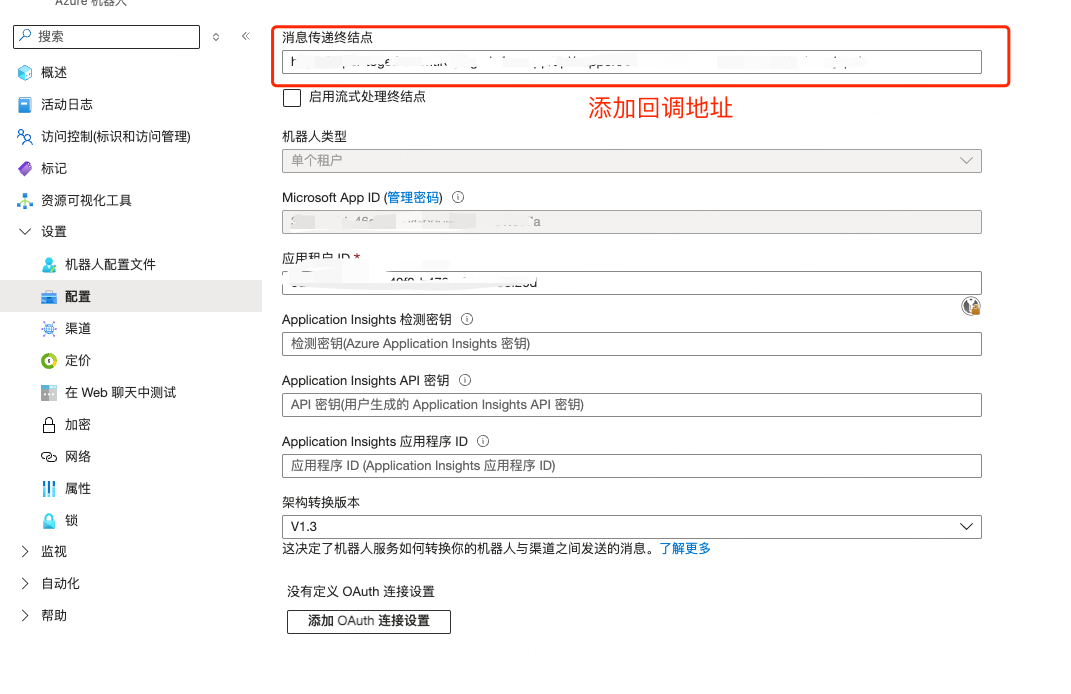 Azure 机器人
搜索
概述
活动日志
访问控制(标识和访问管理)
标记
资源可视化工具
设置
机器人配置文件
配置
渠道
定价
在 Web 聊天中测试
加密
网络
属性
锁
监视
自动化
帮助
消息传递终结点
启用流式处理终结点
添加回调地址
机器人类型
单个租户
Microsoft App ID (管理密码)
应用租户 ID *
Application Insights 检测密钥
检测密钥(Azure Application Insights 密钥)
Application Insights API 密钥
API 密钥(用户生成的 Application Insights API 密钥)
Application Insights 应用程序 ID
应用程序 ID (Application Insights 应用程序 ID)
架构转换版本
V1.3
这决定了机器人服务如何转换你的机器人与渠道之间发送的消息。了解更多
没有定义 OAuth 连接设置
添加 OAuth 连接设置